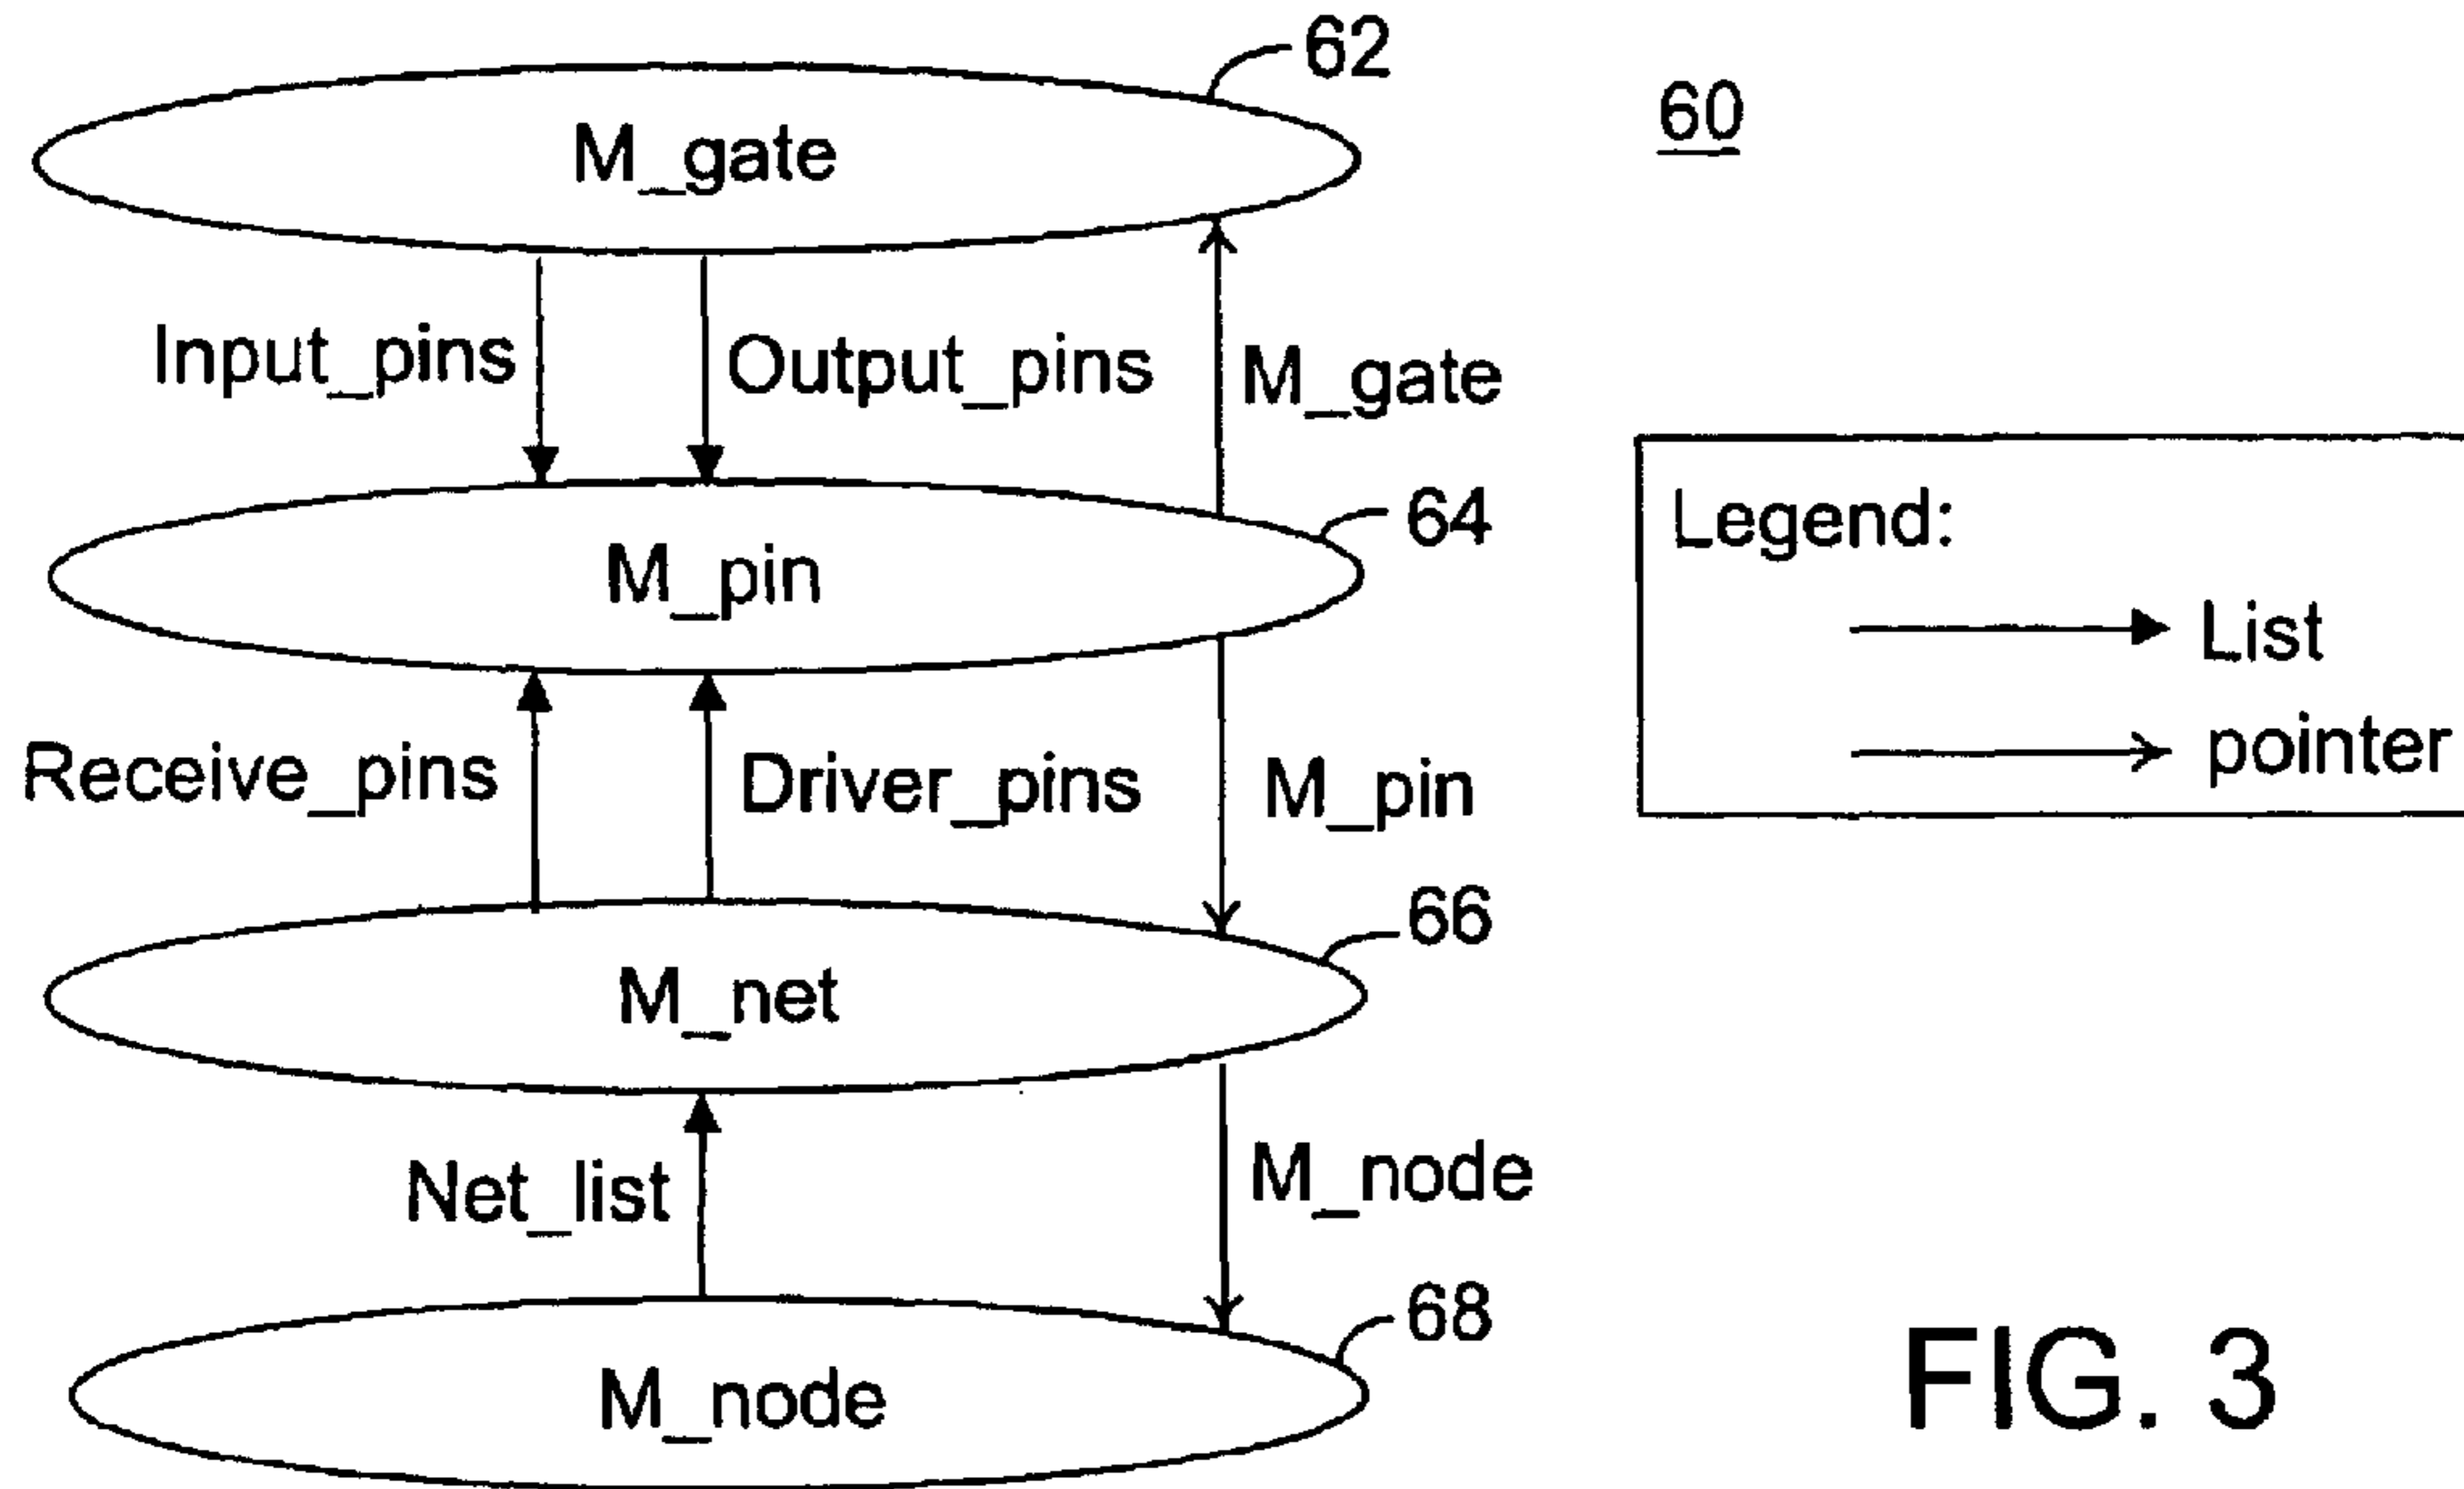 62
60
M_gate
Input_pins
Output_pins
M_gate
64
M_pin
Legend:
List
pointer
Receive_pins
Driver_pins
M_pin
66
M_net
Net_list
M_node
68
M_node
FIG. 3